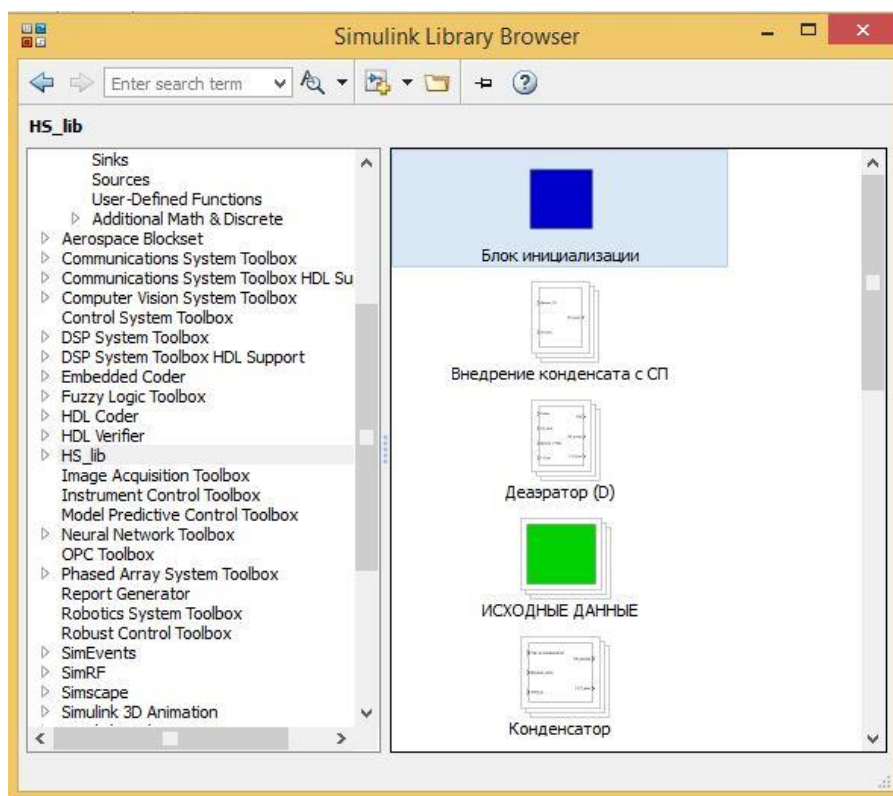 Simulink Library Browser
Enter search term
HS_lib
Sinks
Sources
User-Defined Functions
Additional Math & Discrete
Aerospace Blockset
Communications System Toolbox
Communications System Toolbox HDL Su
Computer Vision System Toolbox
Control System Toolbox
DSP System Toolbox
DSP System Toolbox HDL Support
Embedded Coder
Fuzzy Logic Toolbox
HDL Coder
HDL Verifier
HS_lib
Image Acquisition Toolbox
Instrument Control Toolbox
Model Predictive Control Toolbox
Neural Network Toolbox
OPC Toolbox
Phased Array System Toolbox
Report Generator
Robotics System Toolbox
Robust Control Toolbox
SimEvents
SimRF
Simscape
Simulink 3D Animation
Блок инициализации
Внедрение конденсата с СП
Деаэратор (D)
ИСХОДНЫЕ ДАННЫЕ
Конденсатор